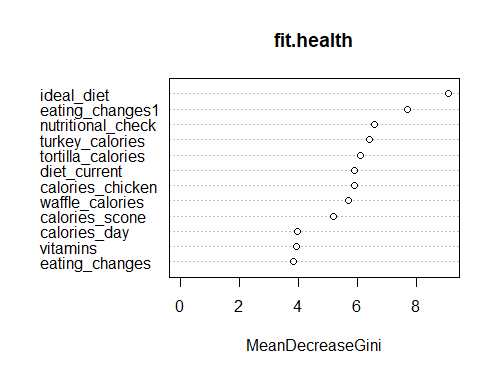 fit.health
ideal_diet
eating_changes1
nutritional_check
turkey_calories
tortilla_calories
diet_current
calories_chicken
waffle_calories
calories_scone
calories_day
vitamins
eating_changes
0 2 4 6 8
MeanDecreaseGini